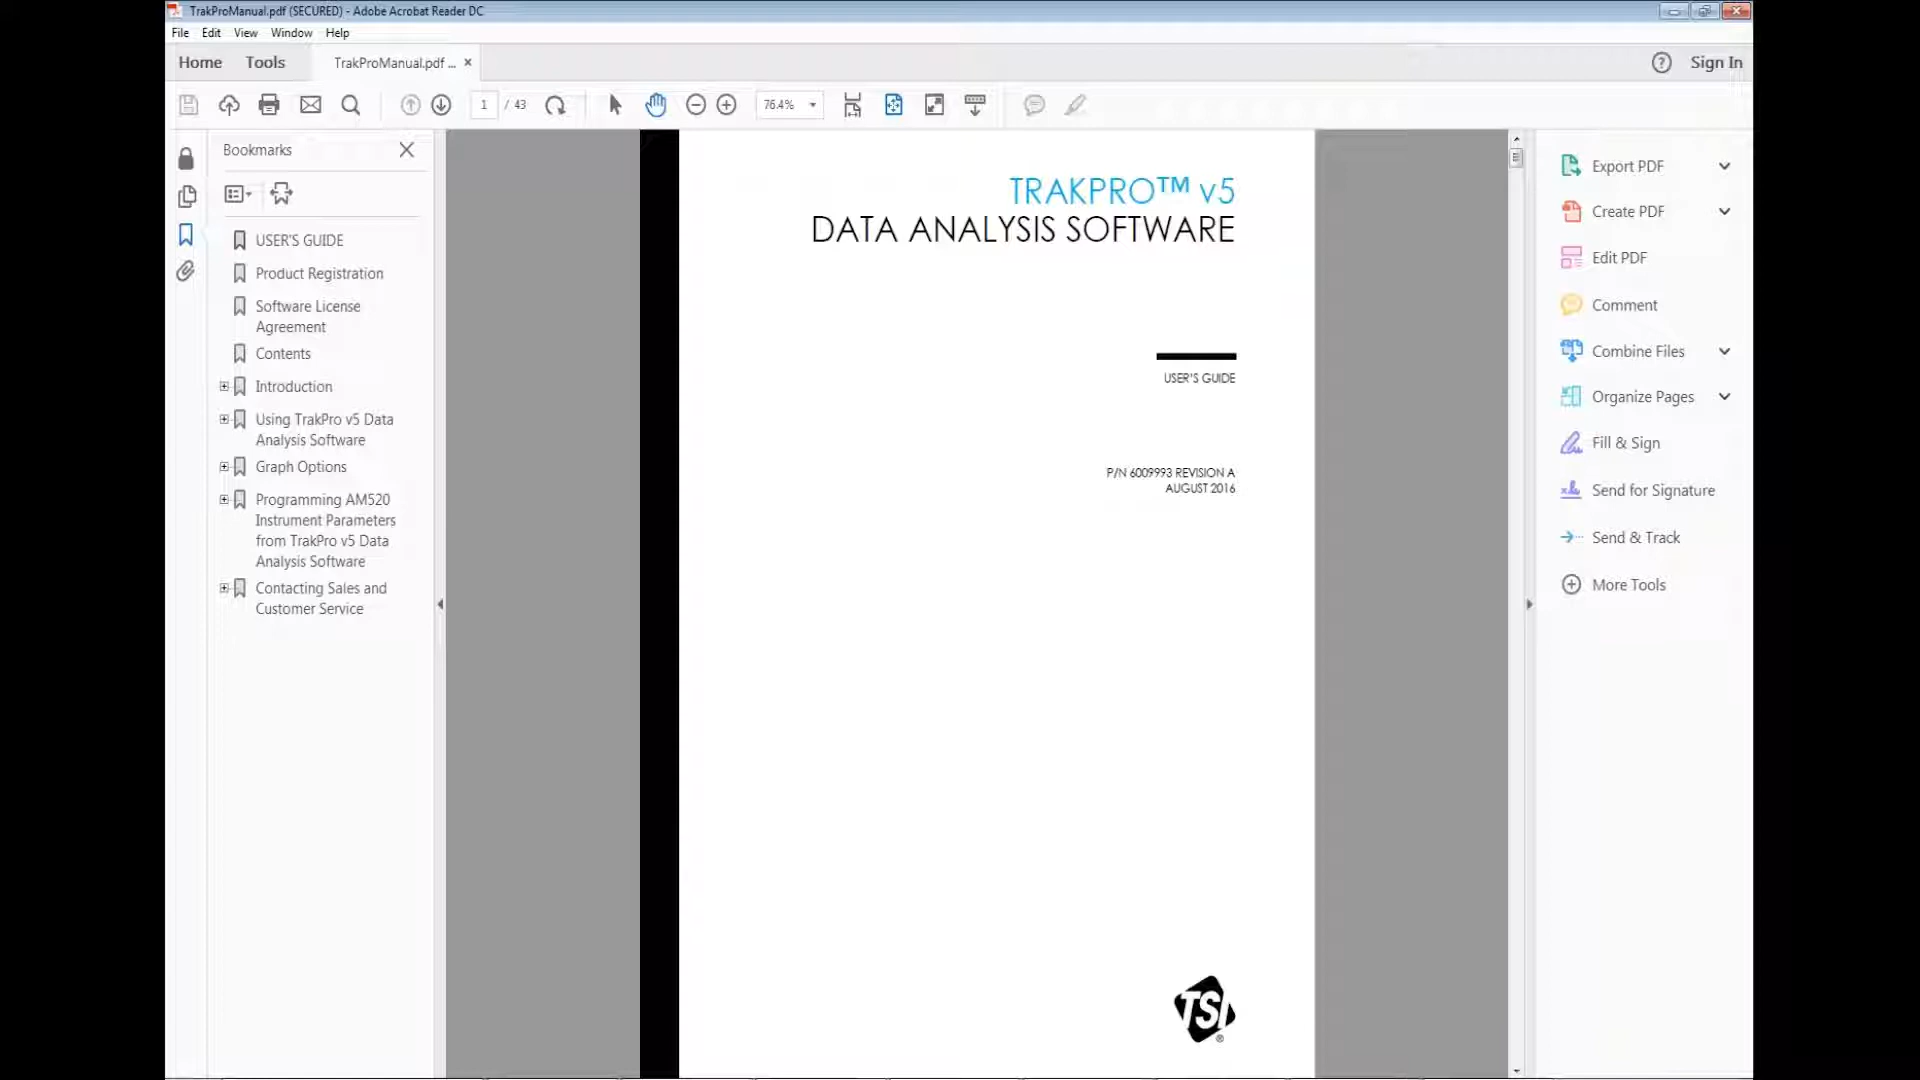 TrakProManual.pdf (SECURED) - Adobe Acrobat Reader DC
File Edit View Window Help
Home Tools TrakProManual.pdf ... × Sign In
1 / 43 76.4%
Bookmarks
USER'S GUIDE
Product Registration
Software License
Agreement
Contents
Introduction
Using TrakPro v5 Data
Analysis Software
Graph Options
Programming AM520
Instrument Parameters
from TrakPro v5 Data
Analysis Software
Contacting Sales and
Customer Service
TRAKPRO™ v5
DATA ANALYSIS SOFTWARE
USER'S GUIDE
P/N 6009993 REVISION A
AUGUST 2016
TSI®
Export PDF
Create PDF
Edit PDF
Comment
Combine Files
Organize Pages
Fill & Sign
Send for Signature
Send & Track
More Tools